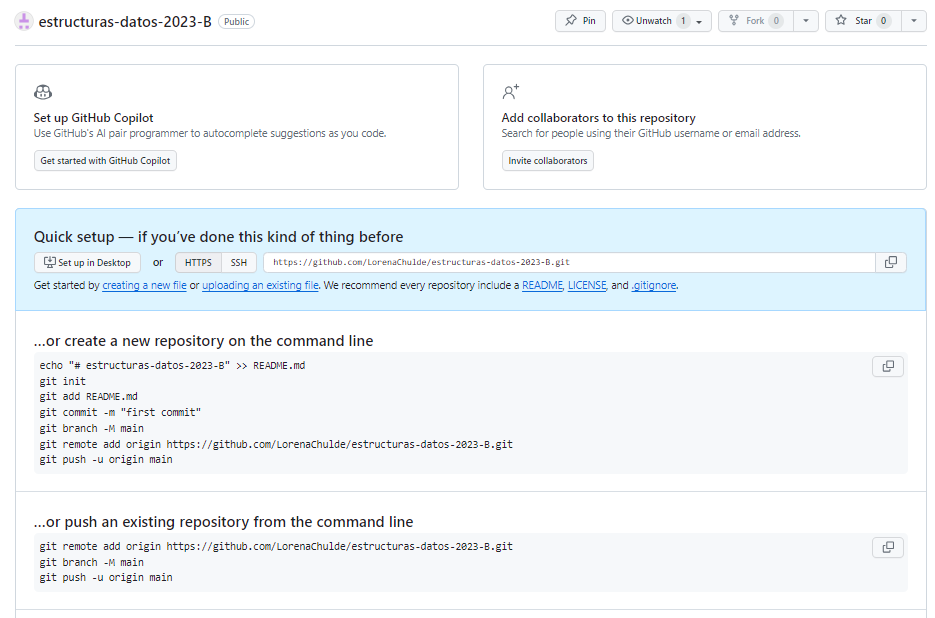 estructuras-datos-2023-B Public Pin Unwatch 1 Fork 0 Star 0
Set up GitHub Copilot
Use GitHub's AI pair programmer to autocomplete suggestions as you code.
Get started with GitHub Copilot
Add collaborators to this repository
Search for people using their GitHub username or email address.
Invite collaborators
Quick setup — if you've done this kind of thing before
Set up in Desktop or HTTPS SSH https://github.com/LorenaChulde/estructuras-datos-2023-B.git
Get started by creating a new file or uploading an existing file. We recommend every repository include a README, LICENSE, and .gitignore.
...or create a new repository on the command line
echo "# estructuras-datos-2023-B" >> README.md
git init
git add README.md
git commit -m "first commit"
git branch -M main
git remote add origin https://github.com/LorenaChulde/estructuras-datos-2023-B.git
git push -u origin main
...or push an existing repository from the command line
git remote add origin https://github.com/LorenaChulde/estructuras-datos-2023-B.git
git branch -M main
git push -u origin main